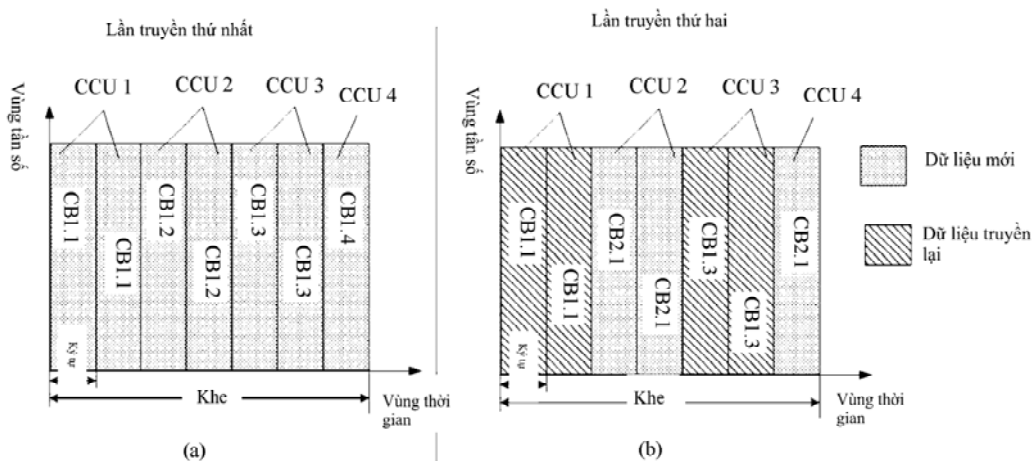 Lần truyền thứ nhất
Vùng tần số
CCU 1
CCU 2
CCU 3
CCU 4
CB1.1
CB1.1
CB1.2
CB1.2
CB1.3
CB1.3
CB1.4
Ký tự
Khe
Vùng thời
gian
(a)
Lần truyền thứ hai
Vùng tần số
CCU 1
CCU 2
CCU 3
CCU 4
CB1.1
CB1.1
CB2.1
CB2.1
CB1.3
CB1.3
CB2.1
Ký tự
Khe
Vùng thời
gian
(b)
Dữ liệu mới
Dữ liệu truyền
lại